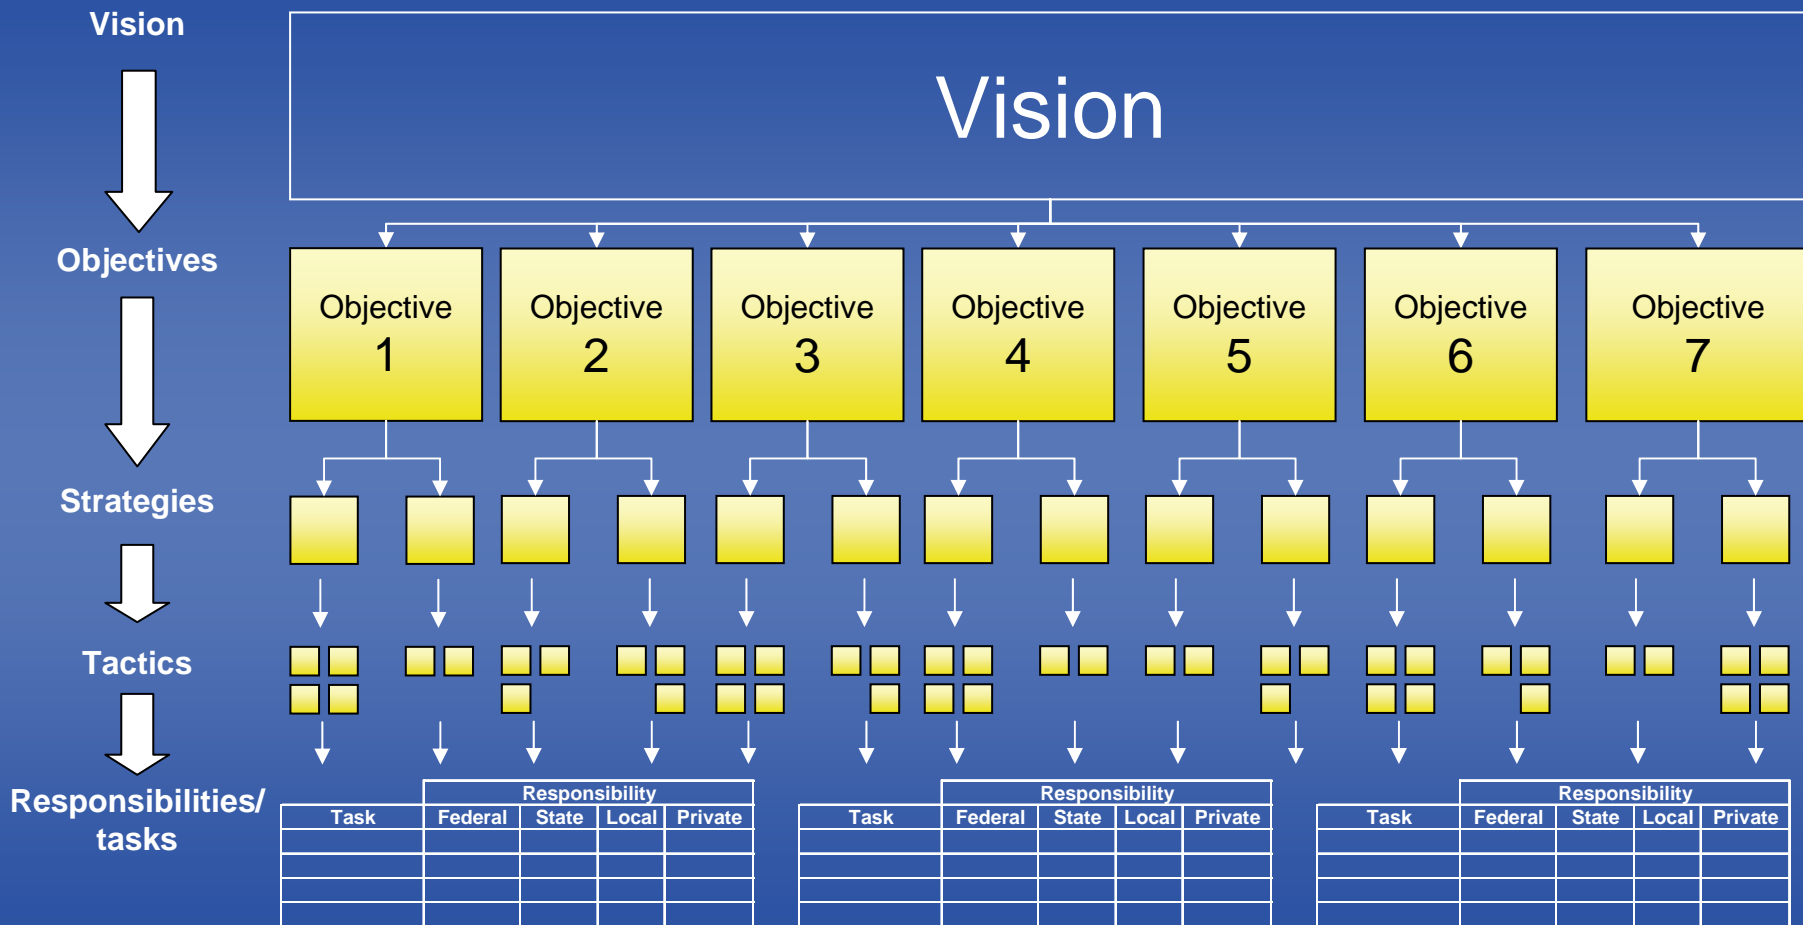 Vision
Vision
Objectives
Objective
1
Objective
2
Objective
3
Objective
4
Objective
5
Objective
6
Objective
7
Strategies
Tactics
Responsibilities/
tasks
Responsibility
Task Federal State Local Private
Responsibility
Task Federal State Local Private
Responsibility
Task Federal State Local Private